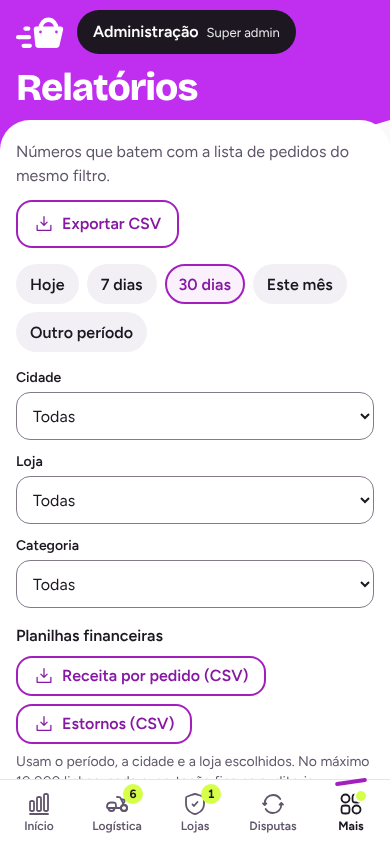 Administração Super admin
Relatórios
Números que batem com a lista de pedidos do
mesmo filtro.
Exportar CSV
Hoje
7 dias
30 dias
Este mês
Outro período
Cidade
Todas
Loja
Todas
Categoria
Todas
Planilhas financeiras
Receita por pedido (CSV)
Estornos (CSV)
Usam o período, a cidade e a loja escolhidos. No máximo
6
1
Início
Logística
Lojas
Disputas
Mais